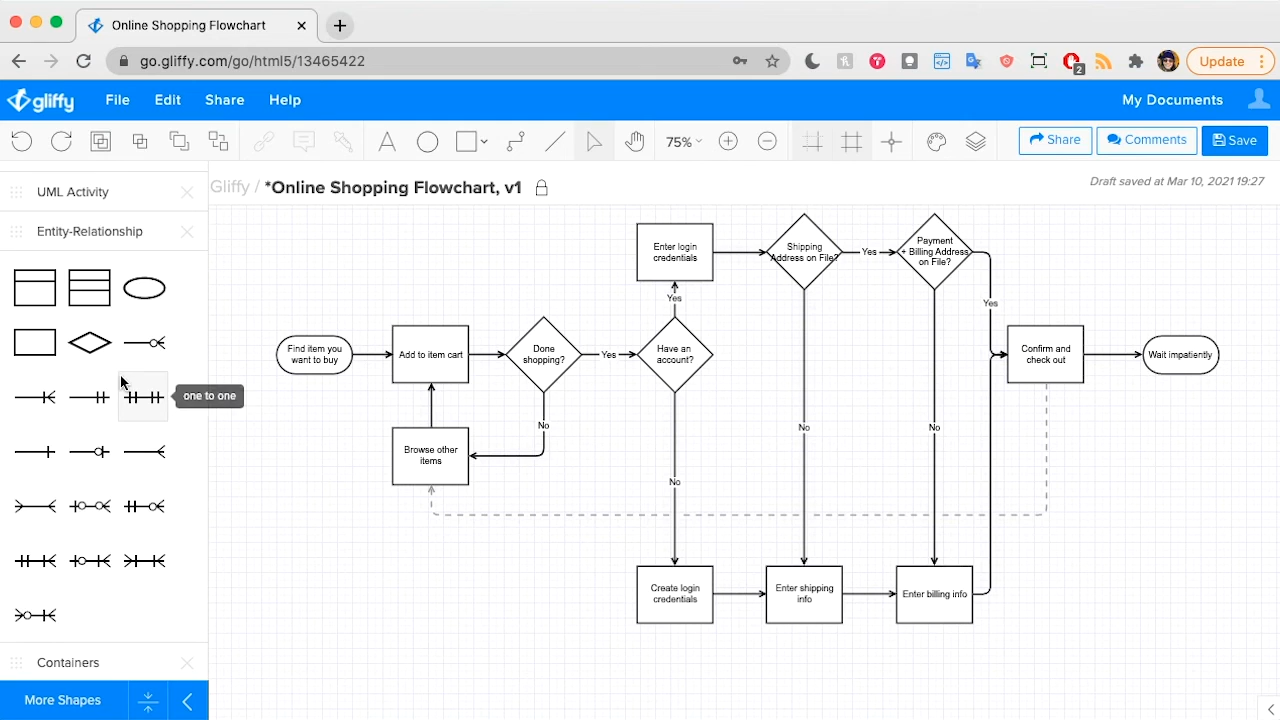 Online Shopping Flowchart
go.gliffy.com/go/html5/13465422
2
Update
gliffy
File
Edit
Share
Help
My Documents
75%
Share
Comments
Save
UML Activity
Entity-Relationship
one to one
Containers
More Shapes
Gliffy / *Online Shopping Flowchart, v1
Draft saved at Mar 10, 2021 19:27
Enter login
credentials
Shipping
Address on File?
Yes
Payment
+ Billing Address
on File?
Yes
Yes
Find item you
want to buy
Add to item cart
Done
shopping?
Yes
Have an
account?
Confirm and
check out
Wait impatiently
No
Browse other
items
No
No
No
Create login
credentials
Enter shipping
info
Enter billing info